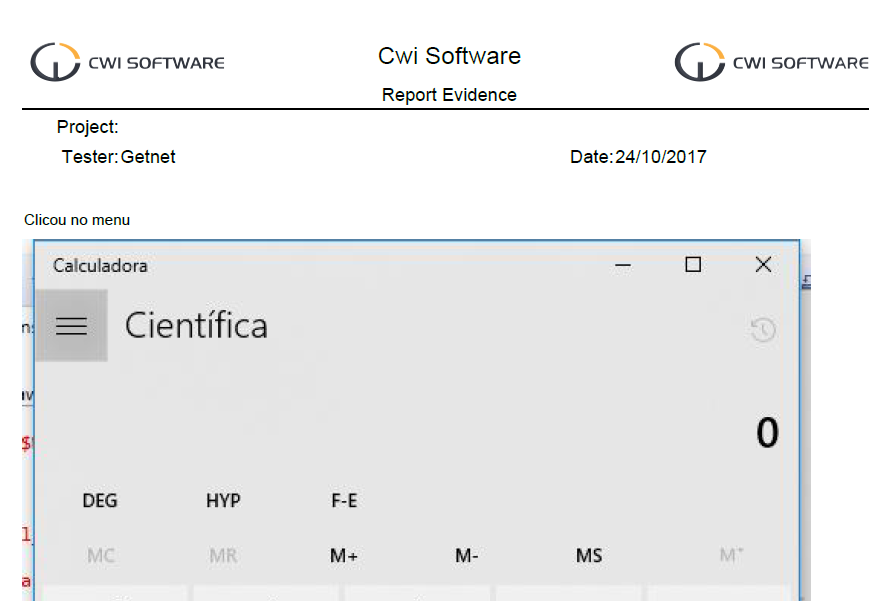 CWI SOFTWARE Cwi Software CWI SOFTWARE
Report Evidence
Project:
Tester:Getnet Date:24/10/2017
Clicou no menu
Calculadora
Científica
0
DEG HYP F-E
MC MR M+ M- MS M˅